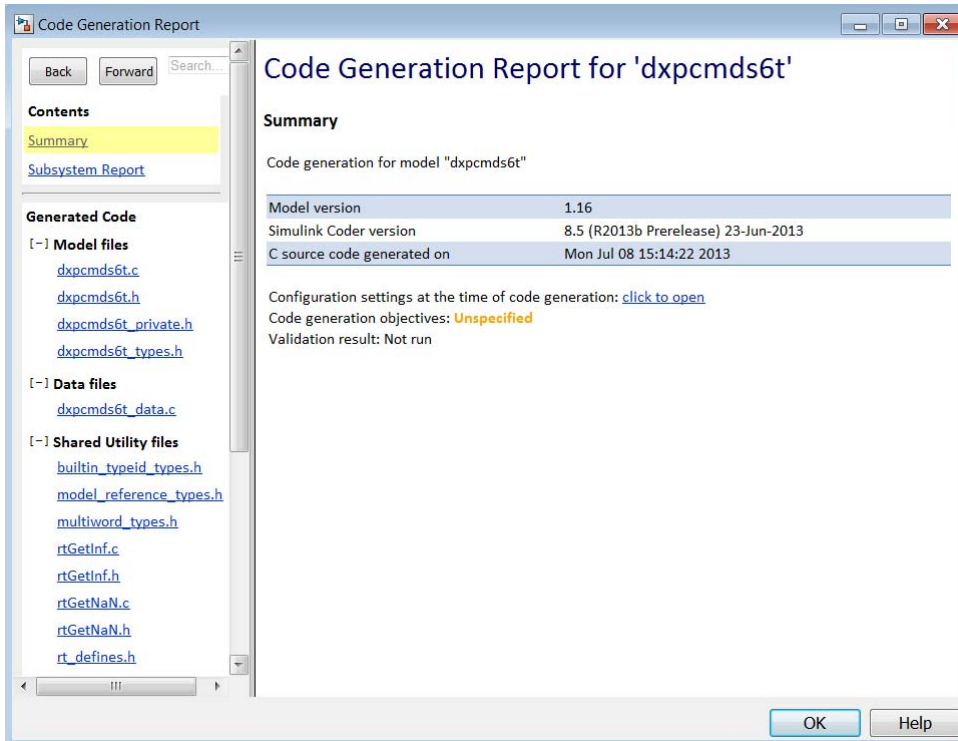 Code Generation Report
Back Forward Search...
Contents
Summary
Subsystem Report
Generated Code
[-] Model files
dxpcmds6t.c
dxpcmds6t.h
dxpcmds6t_private.h
dxpcmds6t_types.h
[-] Data files
dxpcmds6t_data.c
[-] Shared Utility files
builtin_typeid_types.h
model_reference_types.h
multiword_types.h
rtGetInf.c
rtGetInf.h
rtGetNaN.c
rtGetNaN.h
rt_defines.h
Code Generation Report for 'dxpcmds6t'
Summary
Code generation for model "dxpcmds6t"
Model version 1.16
Simulink Coder version 8.5 (R2013b Prerelease) 23-Jun-2013
C source code generated on Mon Jul 08 15:14:22 2013
Configuration settings at the time of code generation: click to open
Code generation objectives: Unspecified
Validation result: Not run
OK Help